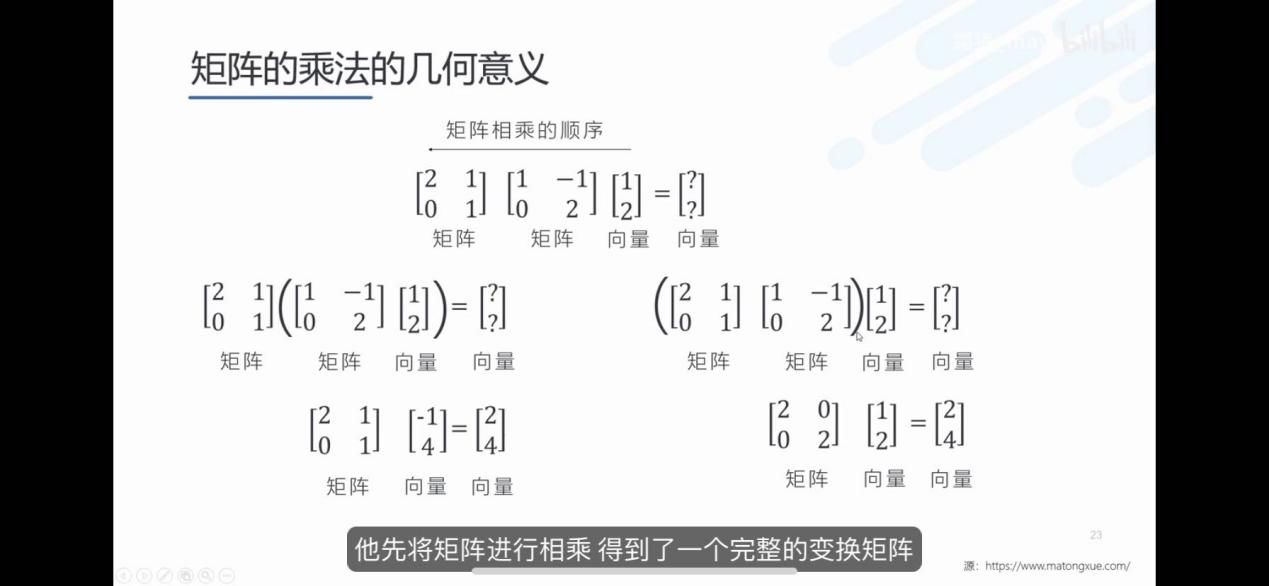 矩阵的乘法的几何意义
bilibili
矩阵相乘的顺序
[2 1; 0 1] [1 −1; 0 2] [1; 2] = [?; ?]
矩阵 矩阵 向量 向量
[2 1; 0 1] ([1 −1; 0 2] [1; 2]) = [?; ?]
矩阵 矩阵 向量 向量
([2 1; 0 1] [1 −1; 0 2]) [1; 2] = [?; ?]
矩阵 矩阵 向量 向量
[2 1; 0 1] [-1; 4] = [2; 4]
矩阵 向量 向量
[2 0; 0 2] [1; 2] = [2; 4]
矩阵 向量 向量
他先将矩阵进行相乘 得到了一个完整的变换矩阵
23
源：https://www.matongxue.com/